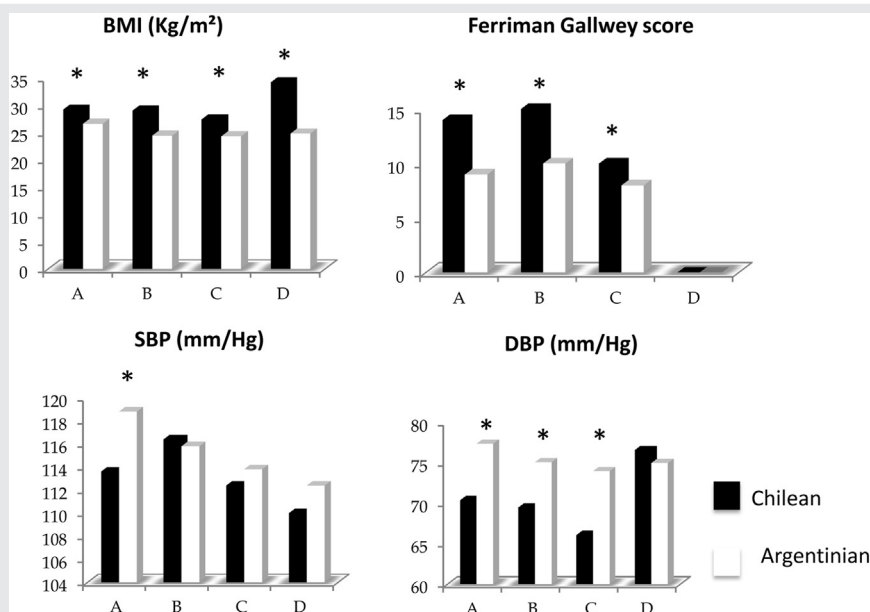 BMI (Kg/m²)
* * * *
35
30
25
20
15
10
5
0
A B C D
Ferriman Gallwey score
* * *
15
10
5
0
A B C D
SBP (mm/Hg)
*
120
118
116
114
112
110
108
106
104
A B C D
DBP (mm/Hg)
* * *
80
75
70
65
60
A B C D
Chilean
Argentinian